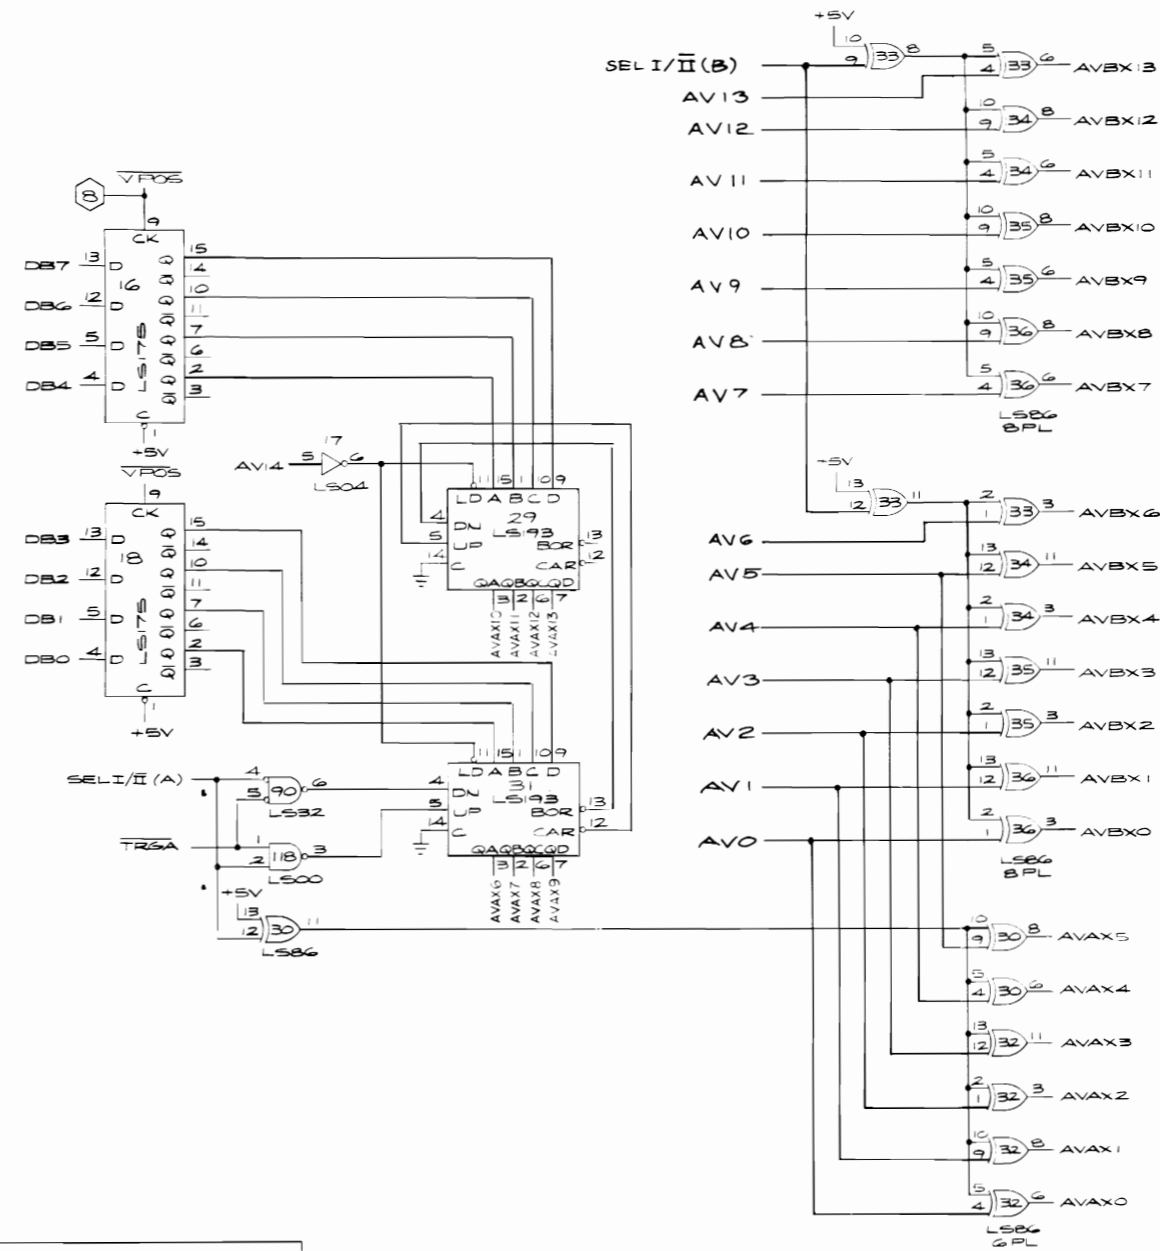 +5V
10
9
33
8
SEL I/II̅ (B)
5
4
33
6
AVBX13
AV13
AV12
10
9
34
8
AVBX12
AV11
5
4
34
6
AVBX11
AV10
10
9
35
8
AVBX10
AV9
5
4
35
6
AVBX9
AV8
10
9
36
8
AVBX8
AV7
5
4
36
6
AVBX7
LS86
8PL
8
V̅P̅O̅S̅
9
CK
DB7 13 D
16
Q 15
Q̅ 14
DB6 12 D
Q 10
Q̅ 11
DB5 5 D
LS175
Q 7
Q̅ 6
DB4 4 D
Q 2
Q̅ 3
C
1
+5V
V̅P̅O̅S̅
9
CK
DB3 13 D
18
Q 15
Q̅ 14
DB2 12 D
Q 10
Q̅ 11
DB1 5 D
LS175
Q 7
Q̅ 6
DB0 4 D
Q 2
Q̅ 3
C
1
+5V
AV14 5
17
6
LS04
11 15 1 10 9
LD A B C D
29
LS193
4 DN
5 UP
14 C
BOR 13
CAR 12
QA QB QC QD
3 2 6 7
AVAX10
AVAX11
AVAX12
AVAX13
11 15 1 10 9
LD A B C D
31
LS193
4 DN
5 UP
14 C
BOR 13
CAR 12
QA QB QC QD
3 2 6 7
AVAX6
AVAX7
AVAX8
AVAX9
SEL I/II̅ (A)
4
5
90
6
LS32
T̅R̅G̅A̅
1
2
118
3
LS00
+5V
13
12
30
11
LS86
+5V
13
12
33
11
AV6
2
1
33
3
AVBX6
AV5
13
12
34
11
AVBX5
AV4
2
1
34
3
AVBX4
AV3
13
12
35
11
AVBX3
AV2
2
1
35
3
AVBX2
AV1
13
12
36
11
AVBX1
AV0
2
1
36
3
AVBX0
LS86
8PL
10
9
30
8
AVAX5
5
4
30
6
AVAX4
13
12
32
11
AVAX3
2
1
32
3
AVAX2
10
9
32
8
AVAX1
5
4
32
6
AVAX0
LS86
6PL